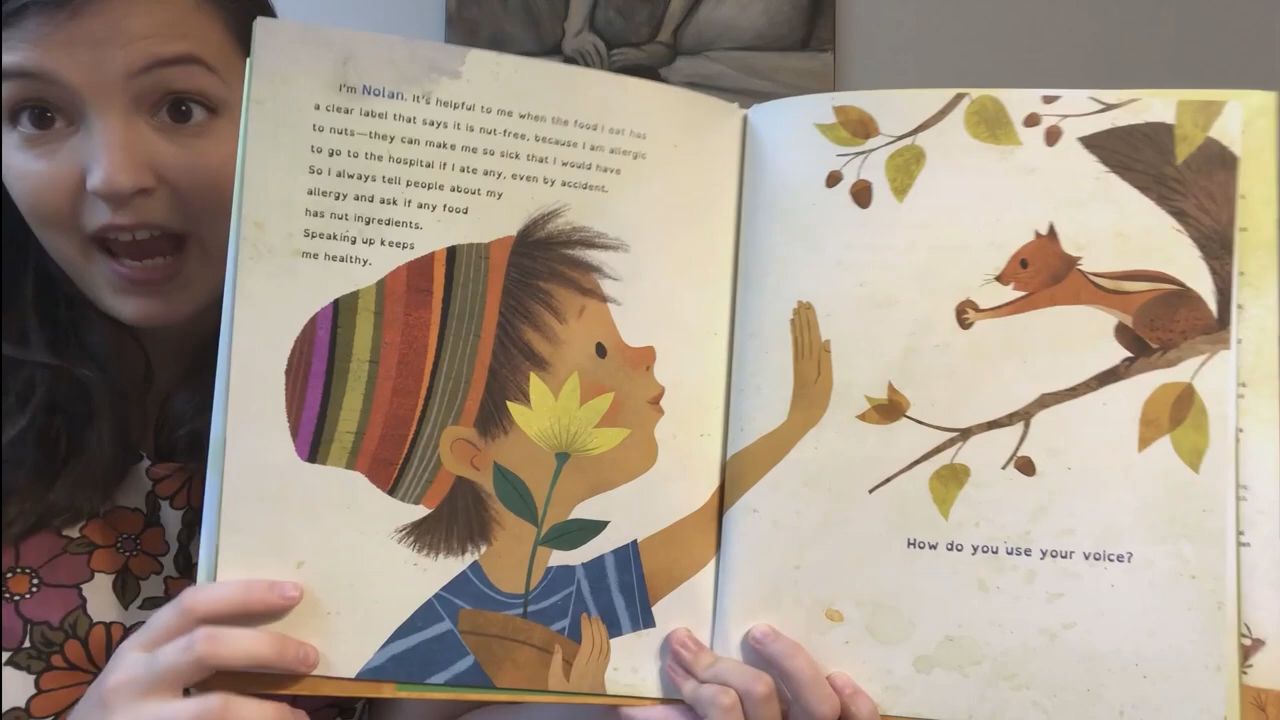 I'm Nolan. It's helpful to me when the food I eat has
a clear label that says it is nut-free, because I am allergic
to nuts—they can make me so sick that I would have
to go to the hospital if I ate any, even by accident.
So I always tell people about my
allergy and ask if any food
has nut ingredients.
Speaking up keeps
me healthy.
How do you use your voice?